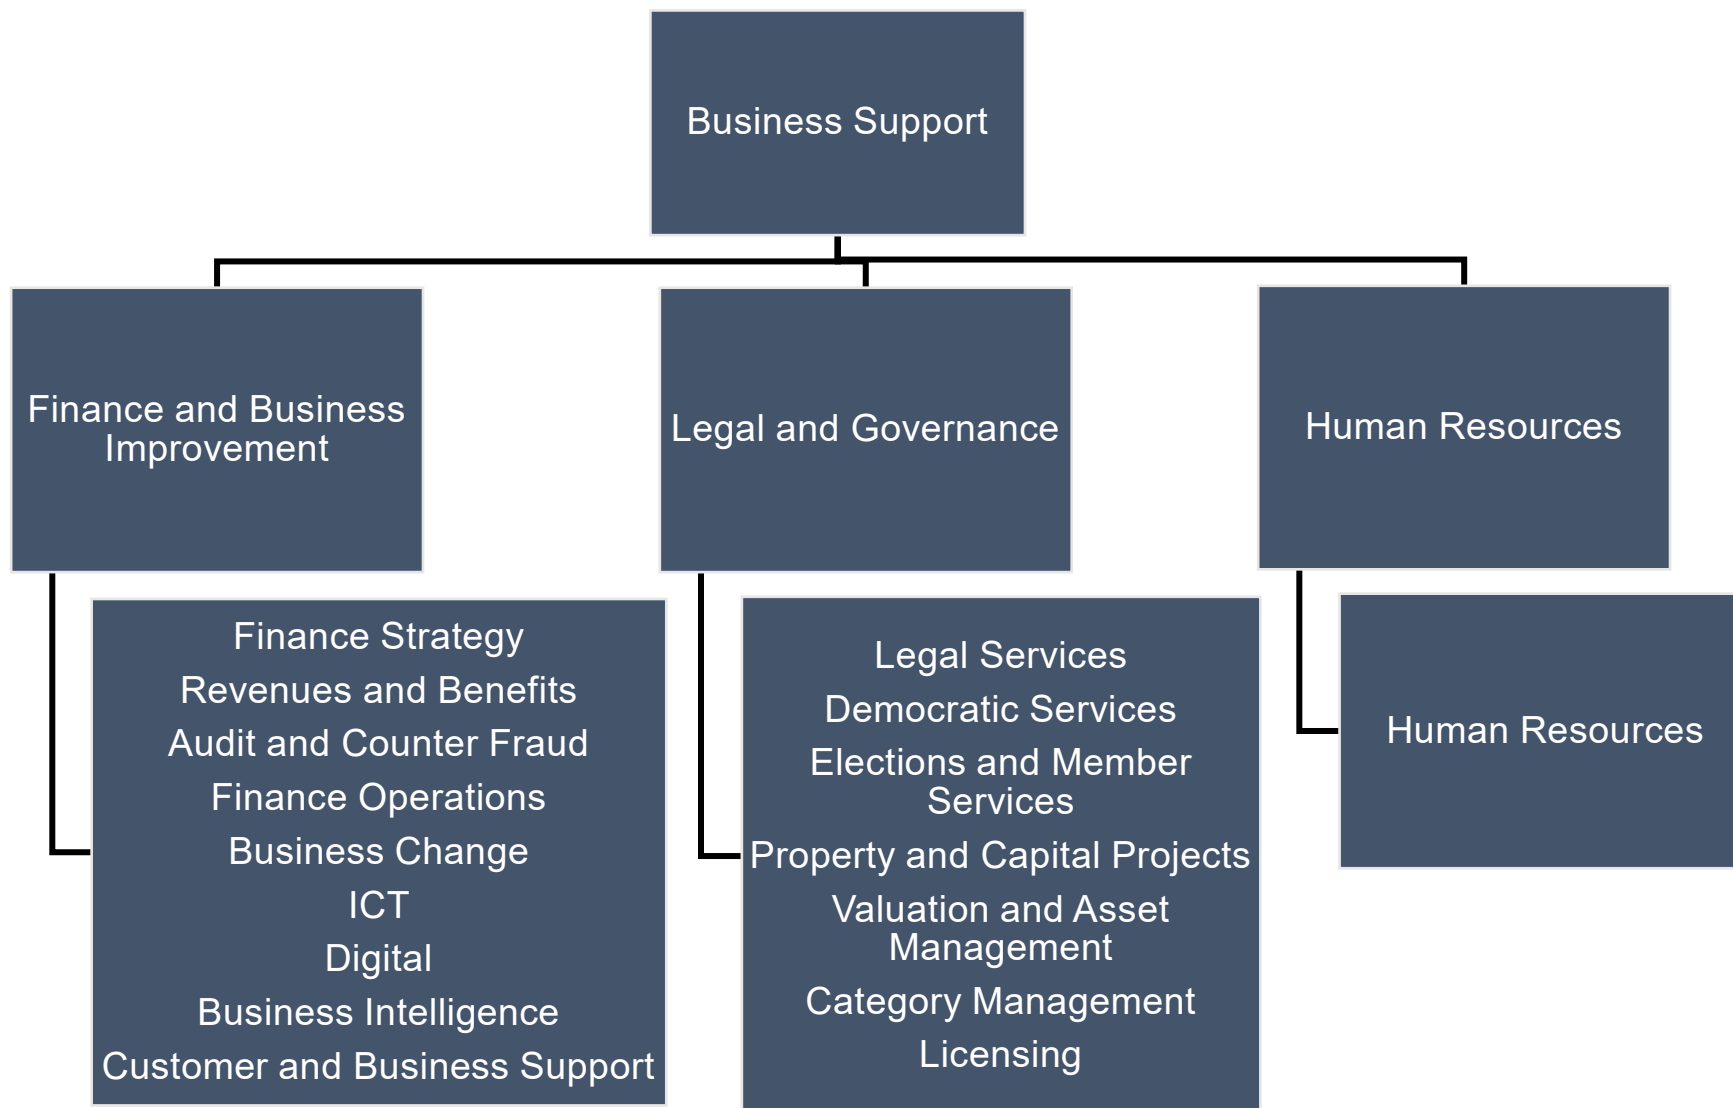 Business Support
Finance and Business
Improvement
Legal and Governance
Human Resources
Finance Strategy
Revenues and Benefits
Audit and Counter Fraud
Finance Operations
Business Change
ICT
Digital
Business Intelligence
Customer and Business Support
Legal Services
Democratic Services
Elections and Member
Services
Property and Capital Projects
Valuation and Asset
Management
Category Management
Licensing
Human Resources